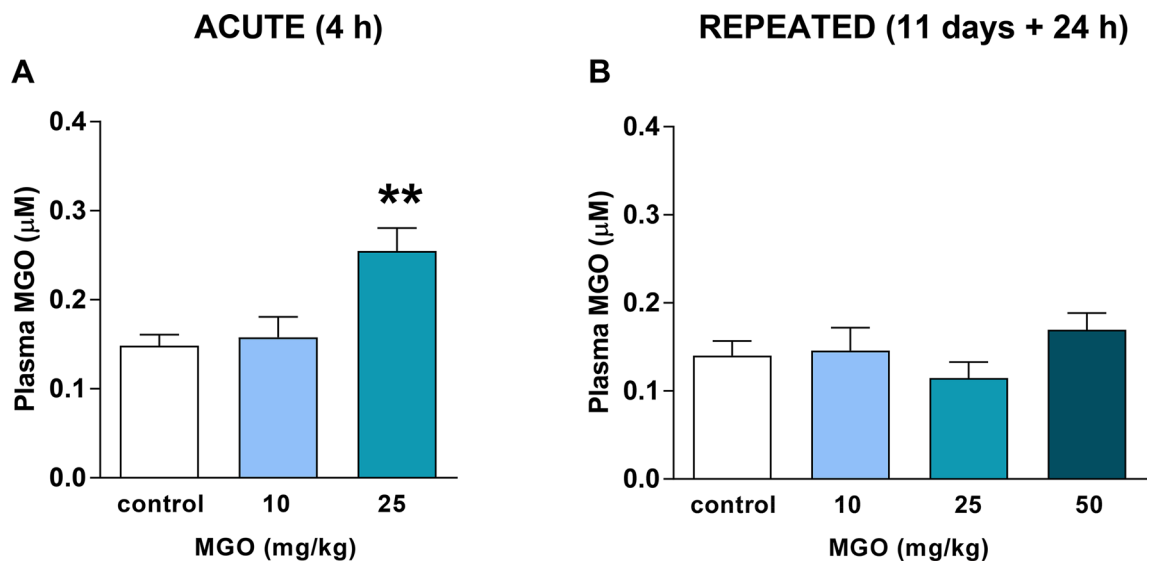 ACUTE (4 h)
A
0.4
0.3
0.2
0.1
0.0
Plasma MGO (µM)
**
control 10 25
MGO (mg/kg)
REPEATED (11 days + 24 h)
B
0.4
0.3
0.2
0.1
0.0
Plasma MGO (µM)
control 10 25 50
MGO (mg/kg)